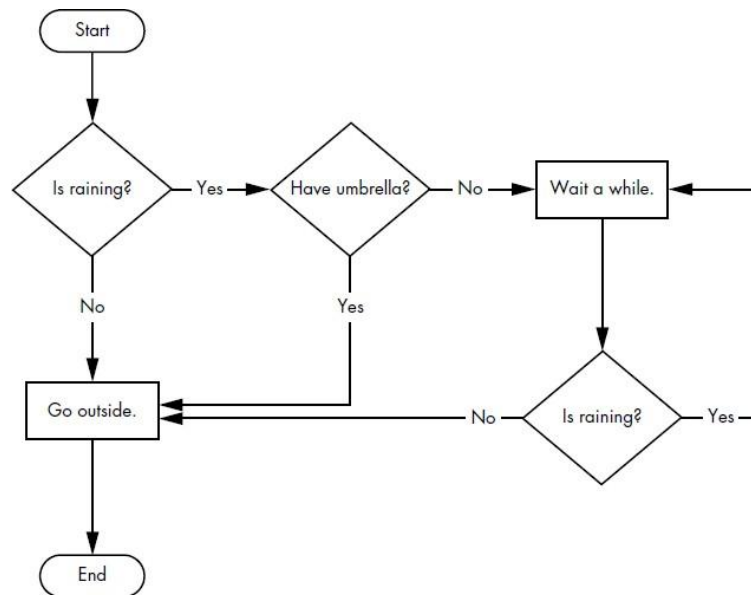 Start
Is raining?
Yes
Have umbrella?
No
Wait a while.
No
Yes
Go outside.
No
Is raining?
Yes
End